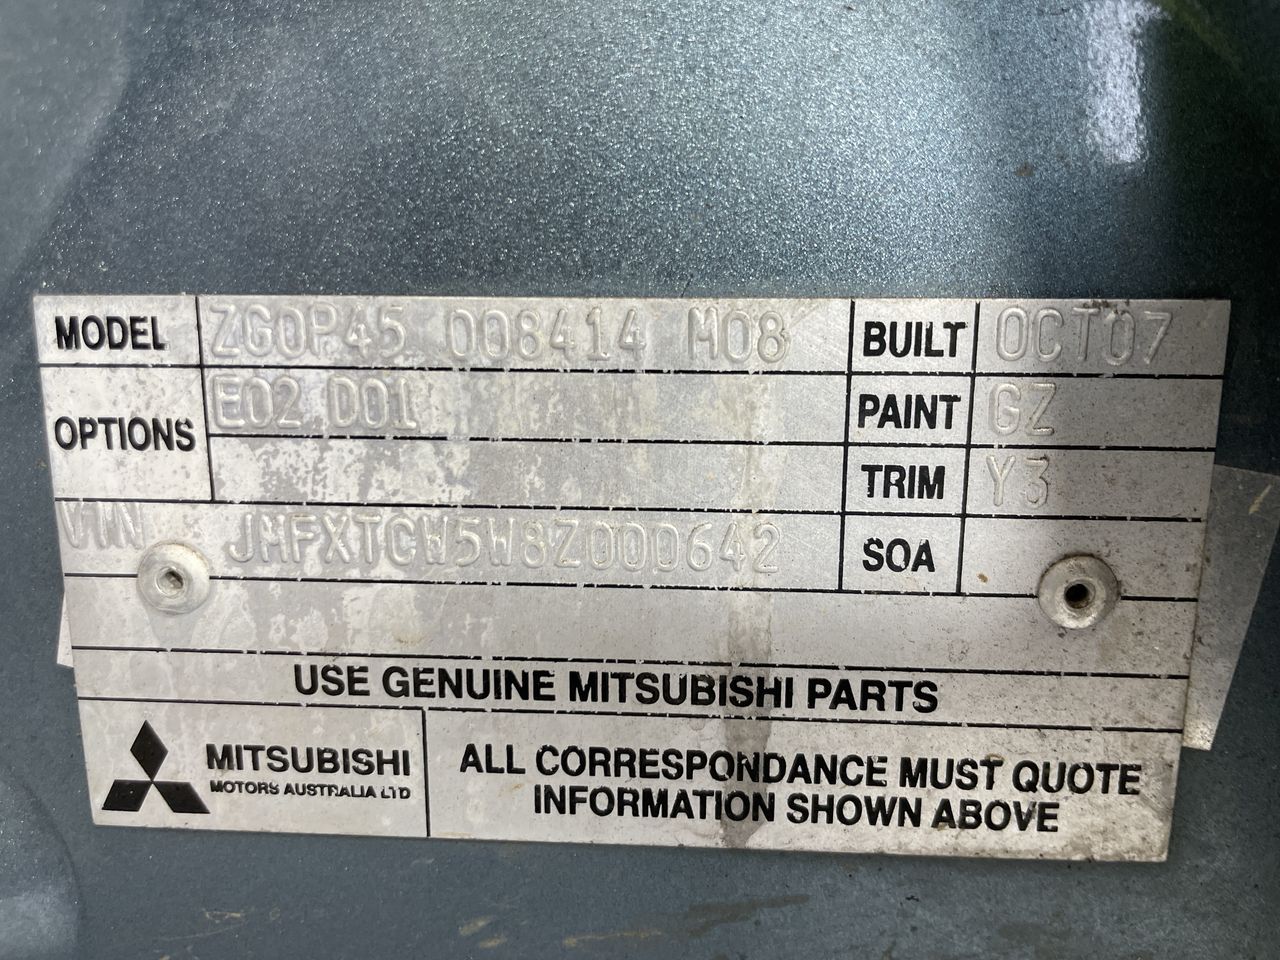 MODEL ZG0P45 008414 M08 BUILT OCT07
OPTIONS E02 D01 PAINT GZ
TRIM Y3
VIN JMFXTCW5W8Z000642 SOA
USE GENUINE MITSUBISHI PARTS
MITSUBISHI
MOTORS AUSTRALIA LTD
ALL CORRESPONDANCE MUST QUOTE
INFORMATION SHOWN ABOVE